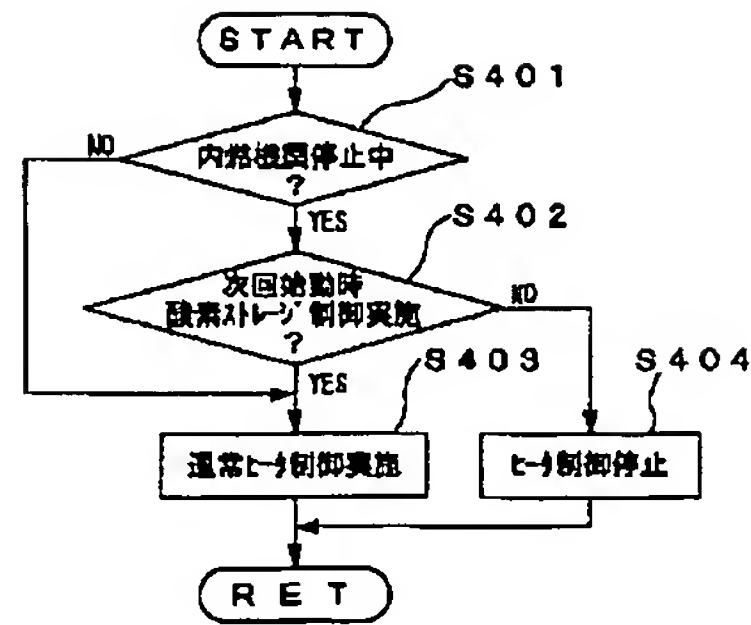 START
S401
NO
内燃機関停止中
?
YES
S402
次回始動時
酸素ストレージ制御実施
?
NO
YES
S403
S404
通常ヒータ制御実施
ヒータ制御停止
RET